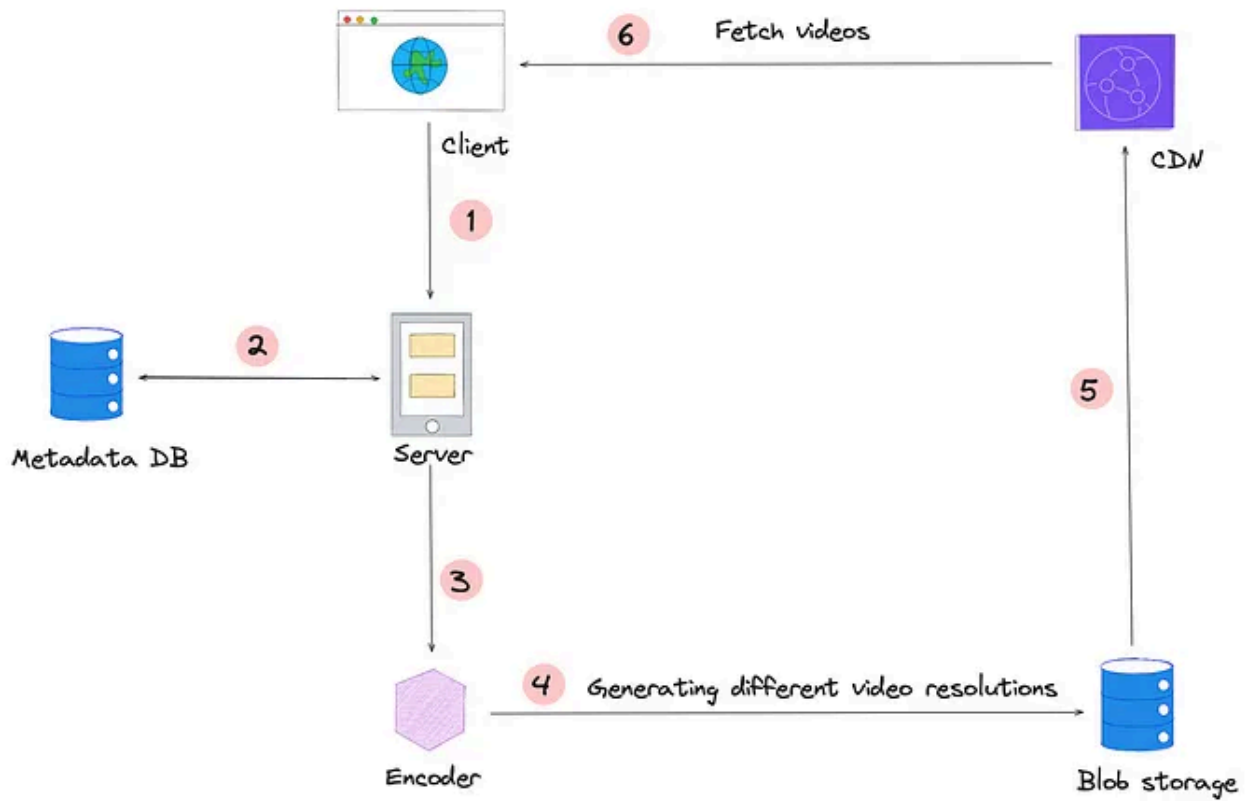 6 Fetch videos
Client
CDN
1
2
5
Metadata DB
Server
3
4 Generating different video resolutions
Encoder
Blob storage